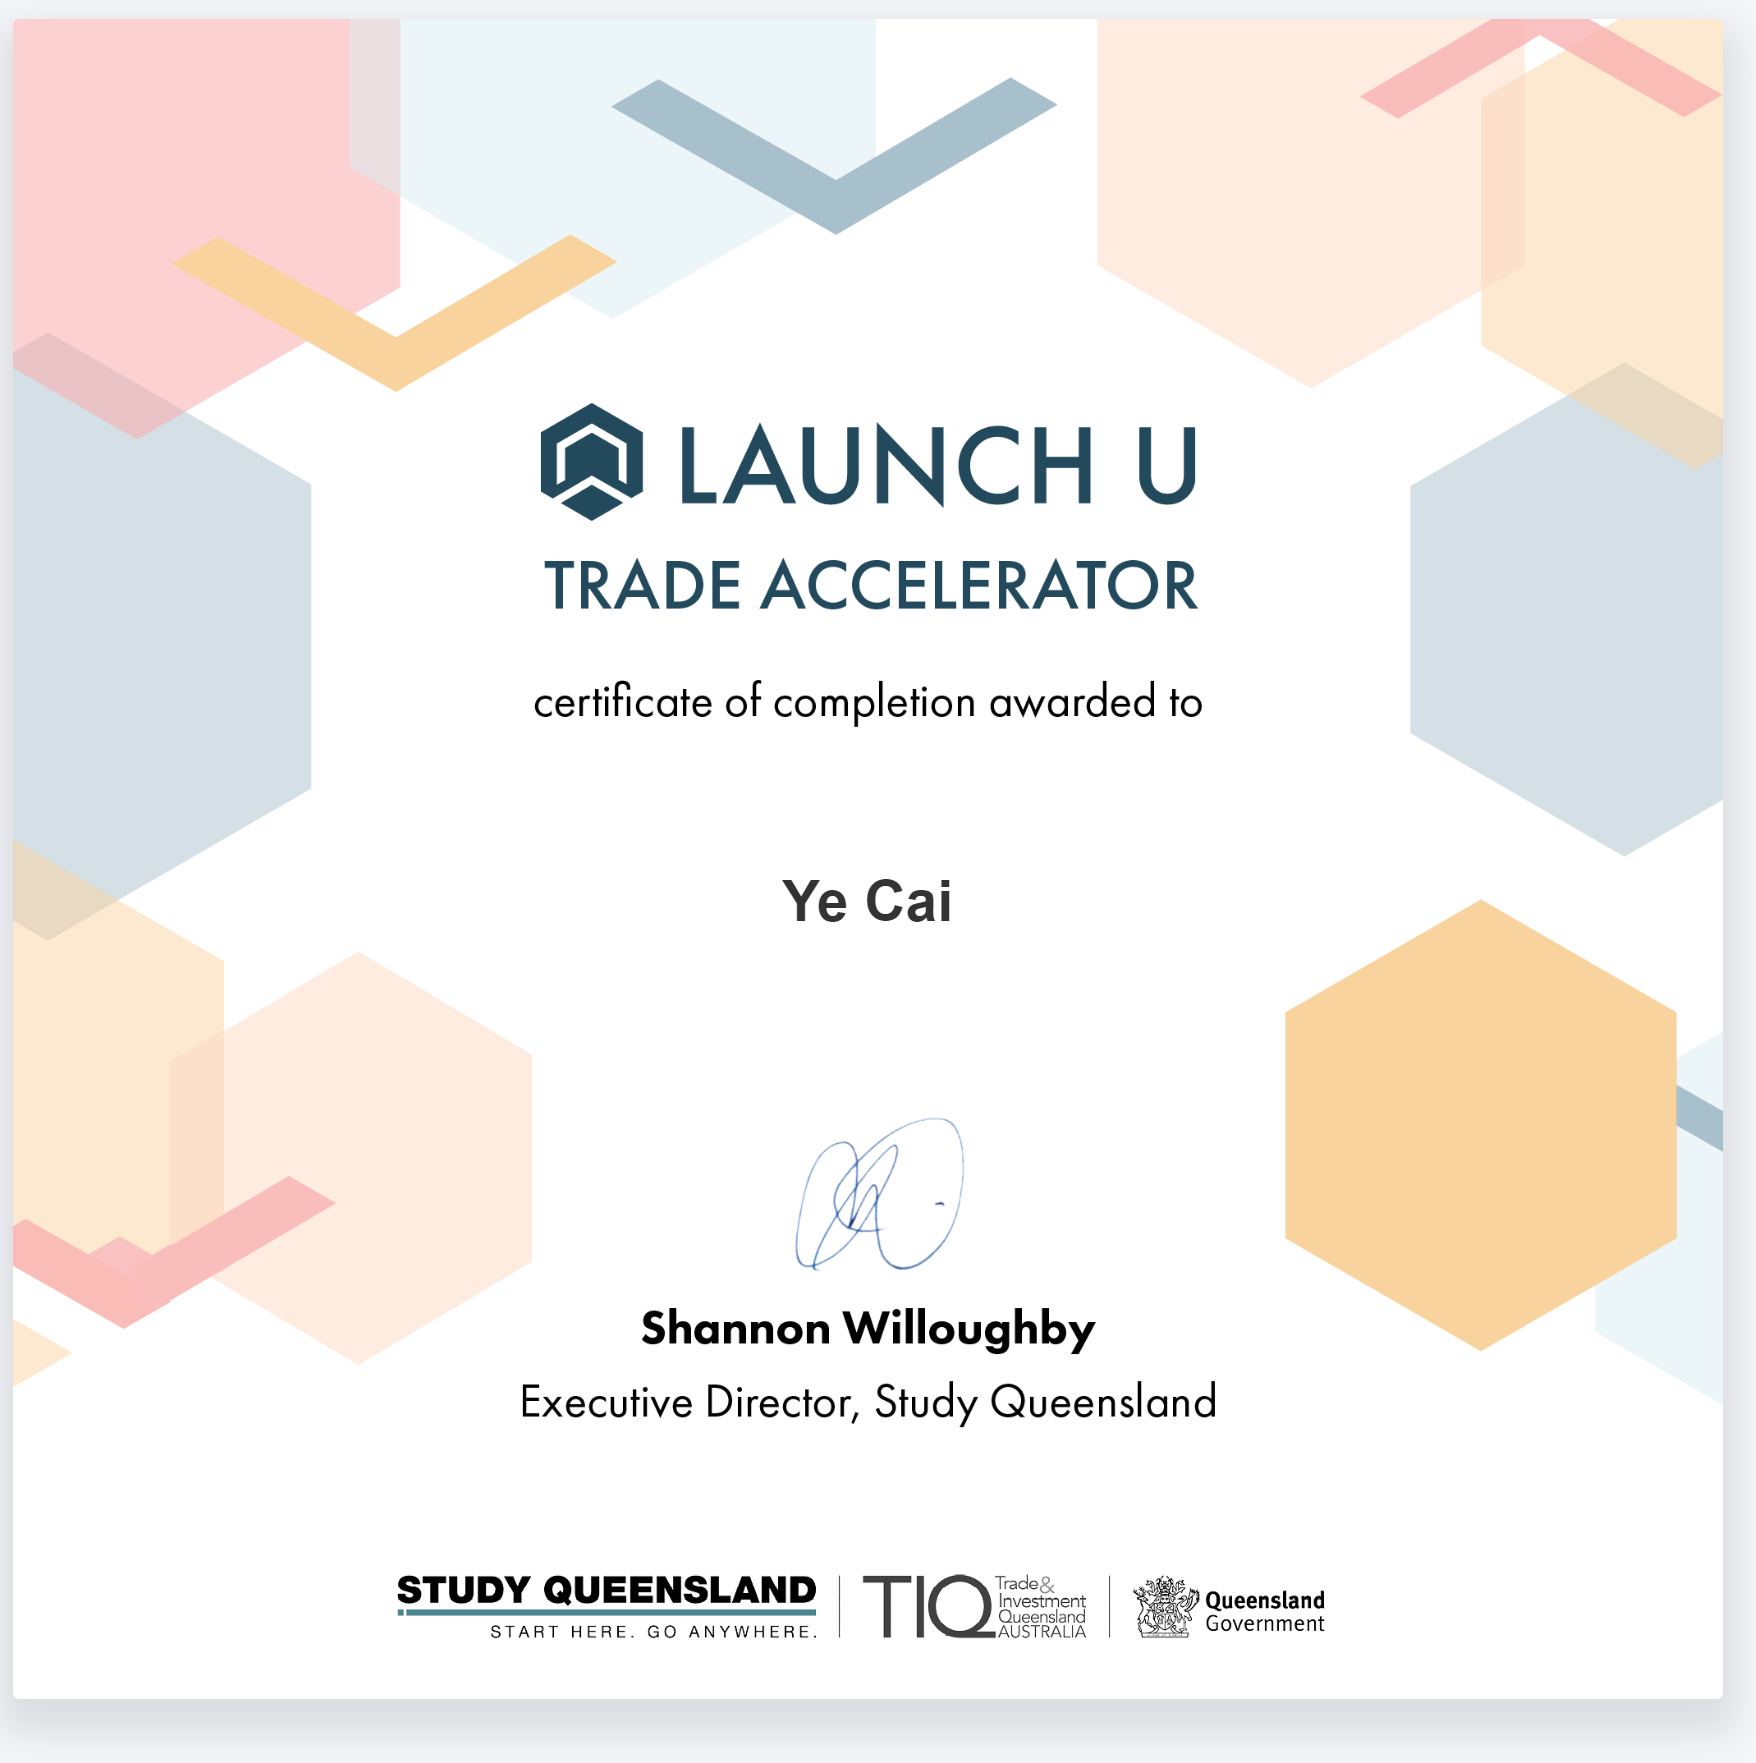 LAUNCH U
TRADE ACCELERATOR
certificate of completion awarded to
Ye Cai
Shannon Willoughby
Executive Director, Study Queensland
STUDY QUEENSLAND
START HERE. GO ANYWHERE.
TIQ
Trade&
Investment
Queensland
AUSTRALIA
Queensland
Government